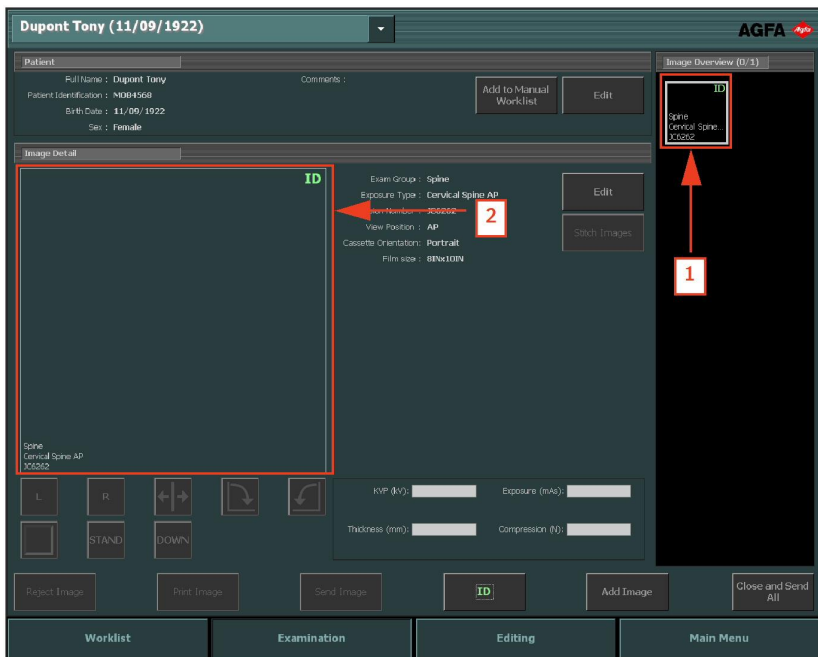 Dupont Tony (11/09/1922)
AGFA Agfa
Patient
Full Name : Dupont Tony
Patient Identification : M084568
Birth Date : 11/09/1922
Sex : Female
Comments :
Add to Manual
Worklist
Edit
Image Overview (0/1)
ID
Spine
Cervical Spine...
JC6262
1
Image Detail
ID
Spine
Cervical Spine AP
JC6262
2
Exam Group : Spine
Exposure Type : Cervical Spine AP
Number : JC6262
View Position : AP
Cassette Orientation: Portrait
Film size : 8INx10IN
Edit
Stitch Images
L
R
STAND
DOWN
KVP (kV):
Exposure (mAs):
Thickness (mm):
Compression (N):
Reject Image
Print Image
Send Image
ID
Add Image
Close and Send
All
Worklist
Examination
Editing
Main Menu